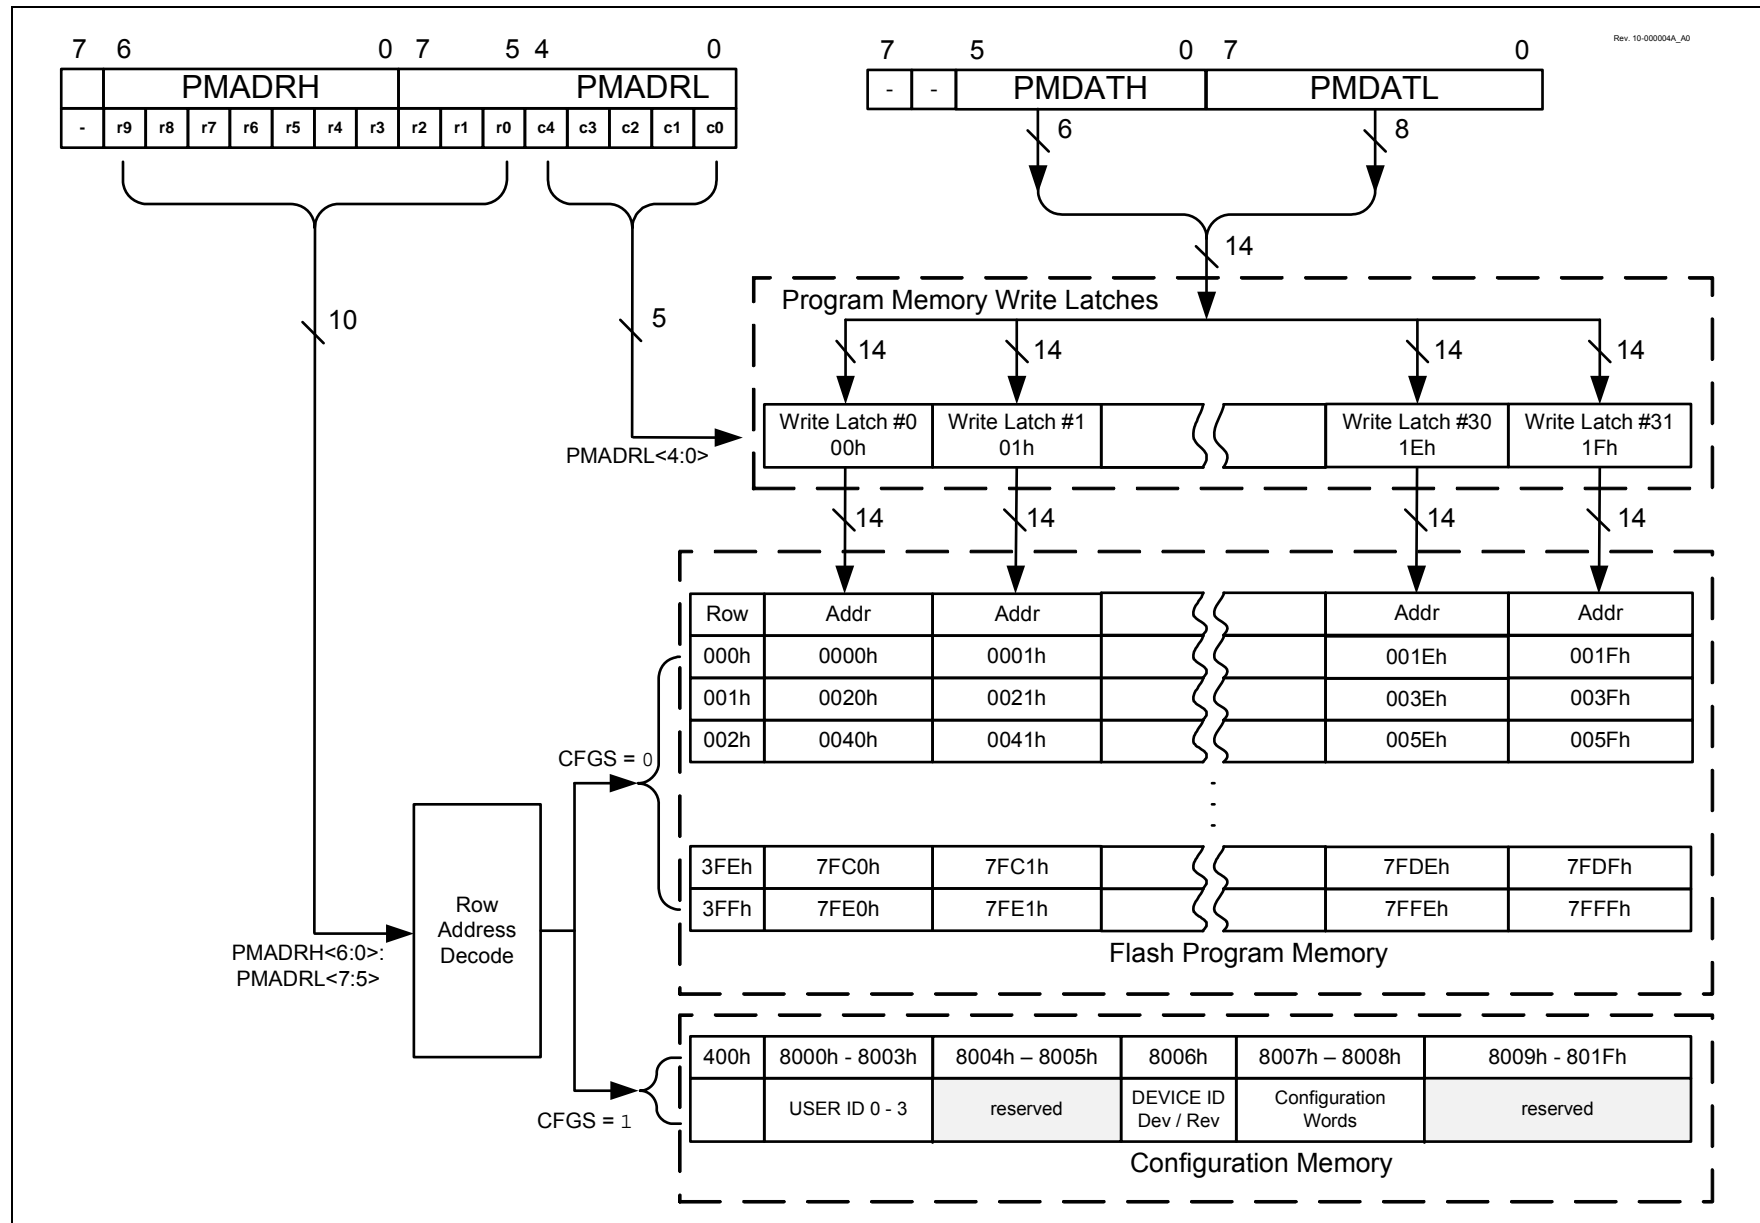 Rev. 10-000004A_A0
7 6 0 7 5 4 0
7 5 0 7 0
PMADRH PMADRL
- - PMDATH PMDATL
- r9 r8 r7 r6 r5 r4 r3 r2 r1 r0 c4 c3 c2 c1 c0
6 8
14
10 5
Program Memory Write Latches
14 14 14 14
Write Latch #0 Write Latch #1 Write Latch #30 Write Latch #31
00h 01h 1Eh 1Fh
PMADRL<4:0>
14 14 14 14
Row Addr Addr Addr Addr
000h 0000h 0001h 001Eh 001Fh
001h 0020h 0021h 003Eh 003Fh
002h 0040h 0041h 005Eh 005Fh
CFGS = 0
3FEh 7FC0h 7FC1h 7FDEh 7FDFh
3FFh 7FE0h 7FE1h 7FFEh 7FFFh
Row
Address
Decode
PMADRH<6:0>:
PMADRL<7:5>
Flash Program Memory
400h 8000h - 8003h 8004h – 8005h 8006h 8007h – 8008h 8009h - 801Fh
USER ID 0 - 3 reserved DEVICE ID Configuration reserved
Dev / Rev Words
CFGS = 1
Configuration Memory